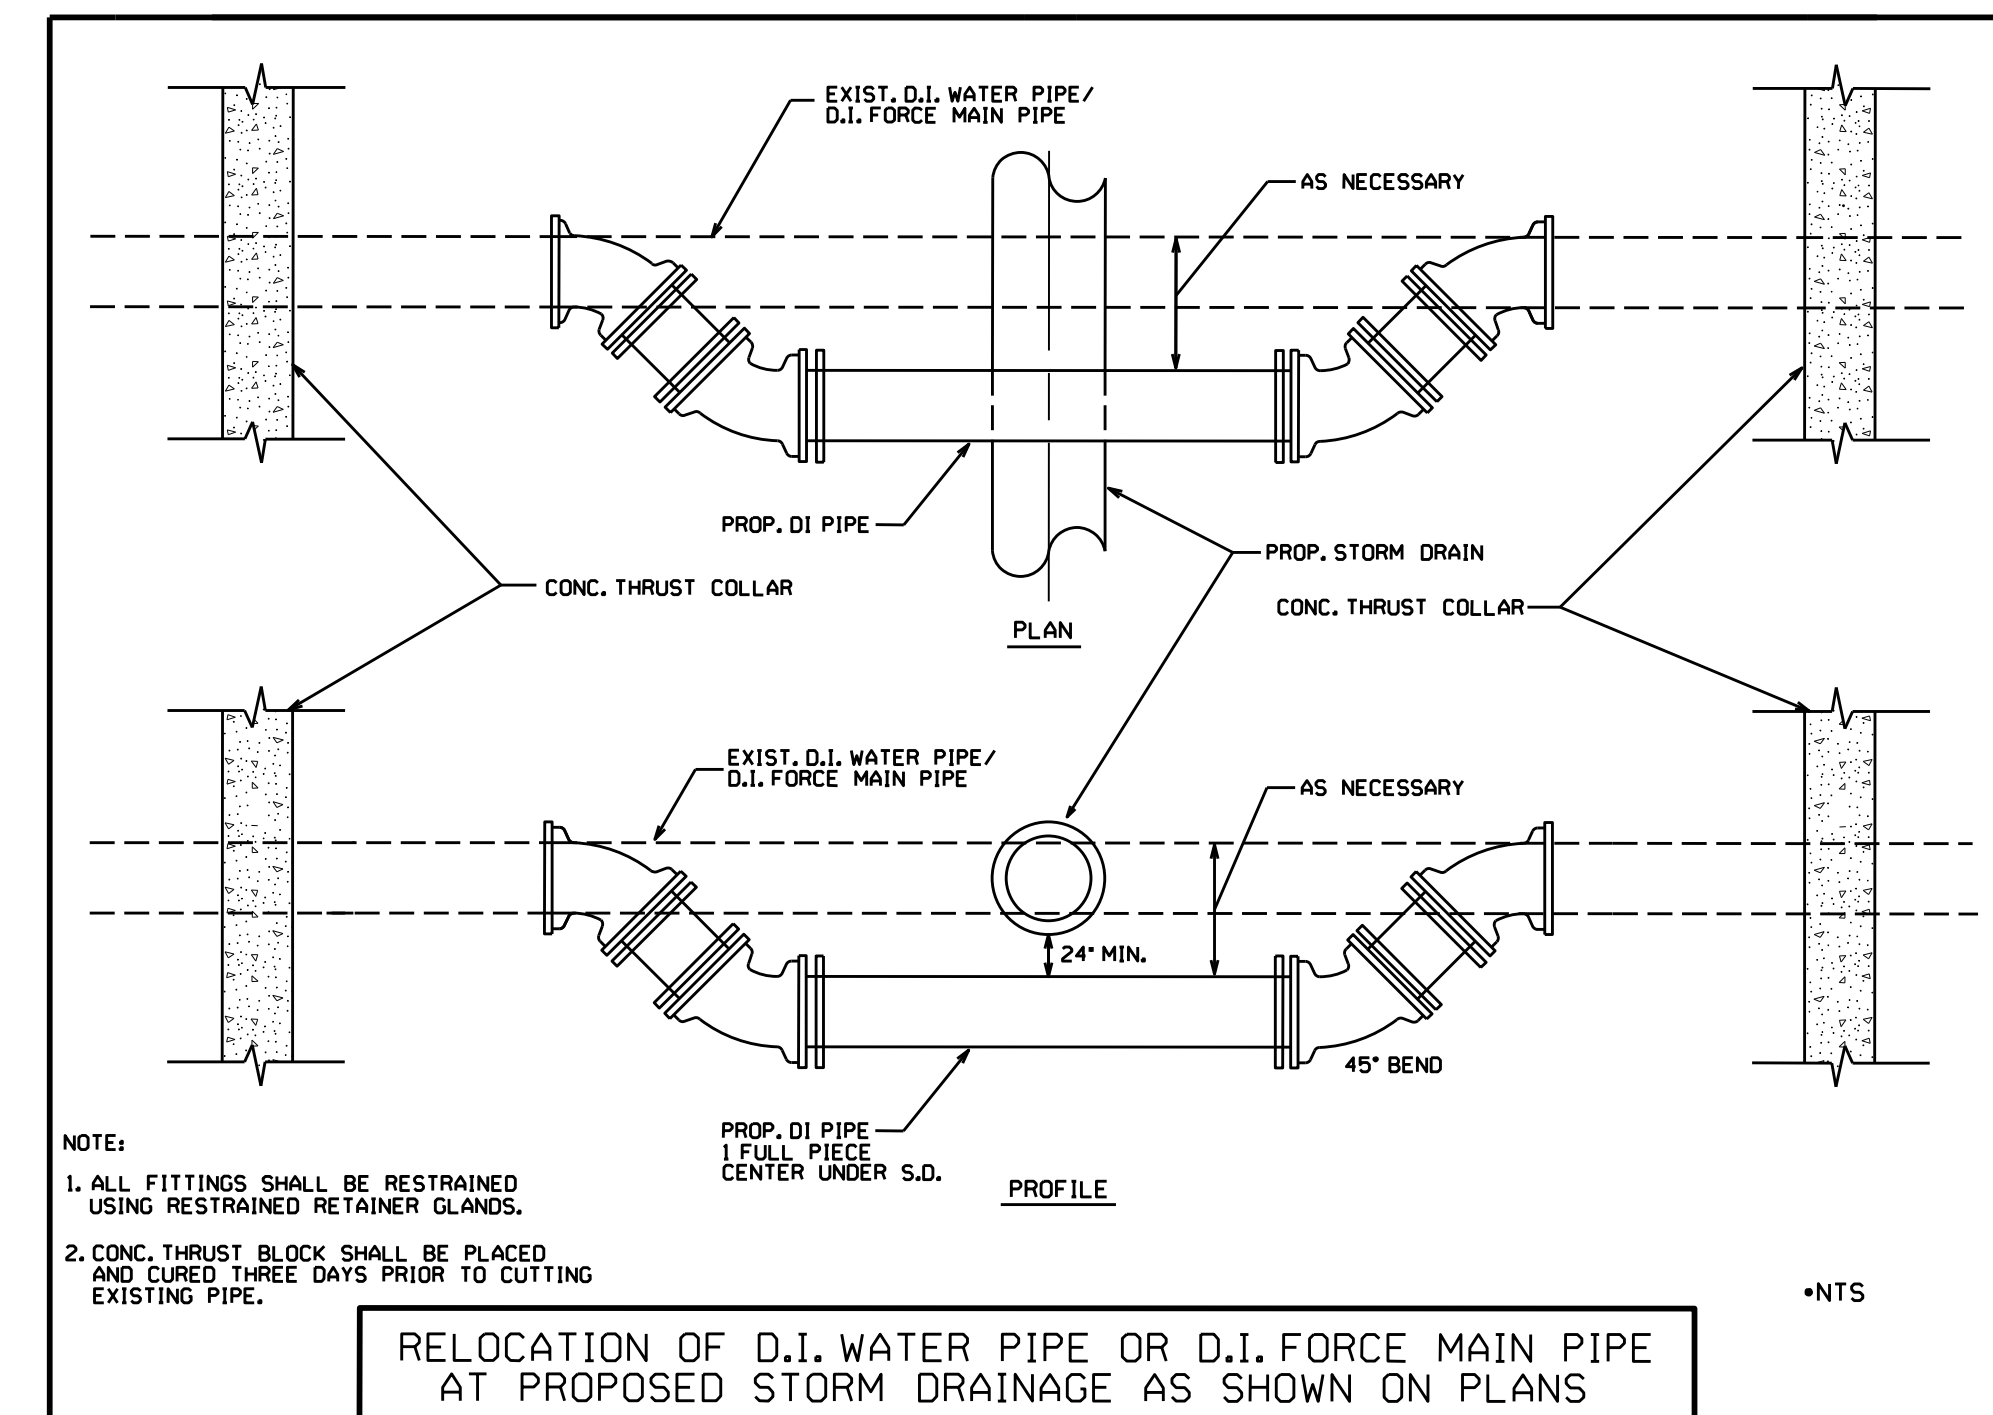 EXIST. D.I. WATER PIPE/
D.I. FORCE MAIN PIPE
AS NECESSARY
PROP. DI PIPE
PROP. STORM DRAIN
CONC. THRUST COLLAR
CONC. THRUST COLLAR
PLAN
EXIST. D.I. WATER PIPE/
D.I. FORCE MAIN PIPE
AS NECESSARY
24" MIN.
45° BEND
PROP. DI PIPE
1 FULL PIECE
CENTER UNDER S.D.
PROFILE
NOTE:
1. ALL FITTINGS SHALL BE RESTRAINED
USING RESTRAINED RETAINER GLANDS.
2. CONC. THRUST BLOCK SHALL BE PLACED
AND CURED THREE DAYS PRIOR TO CUTTING
EXISTING PIPE.
•NTS
RELOCATION OF D.I. WATER PIPE OR D.I. FORCE MAIN PIPE
AT PROPOSED STORM DRAINAGE AS SHOWN ON PLANS